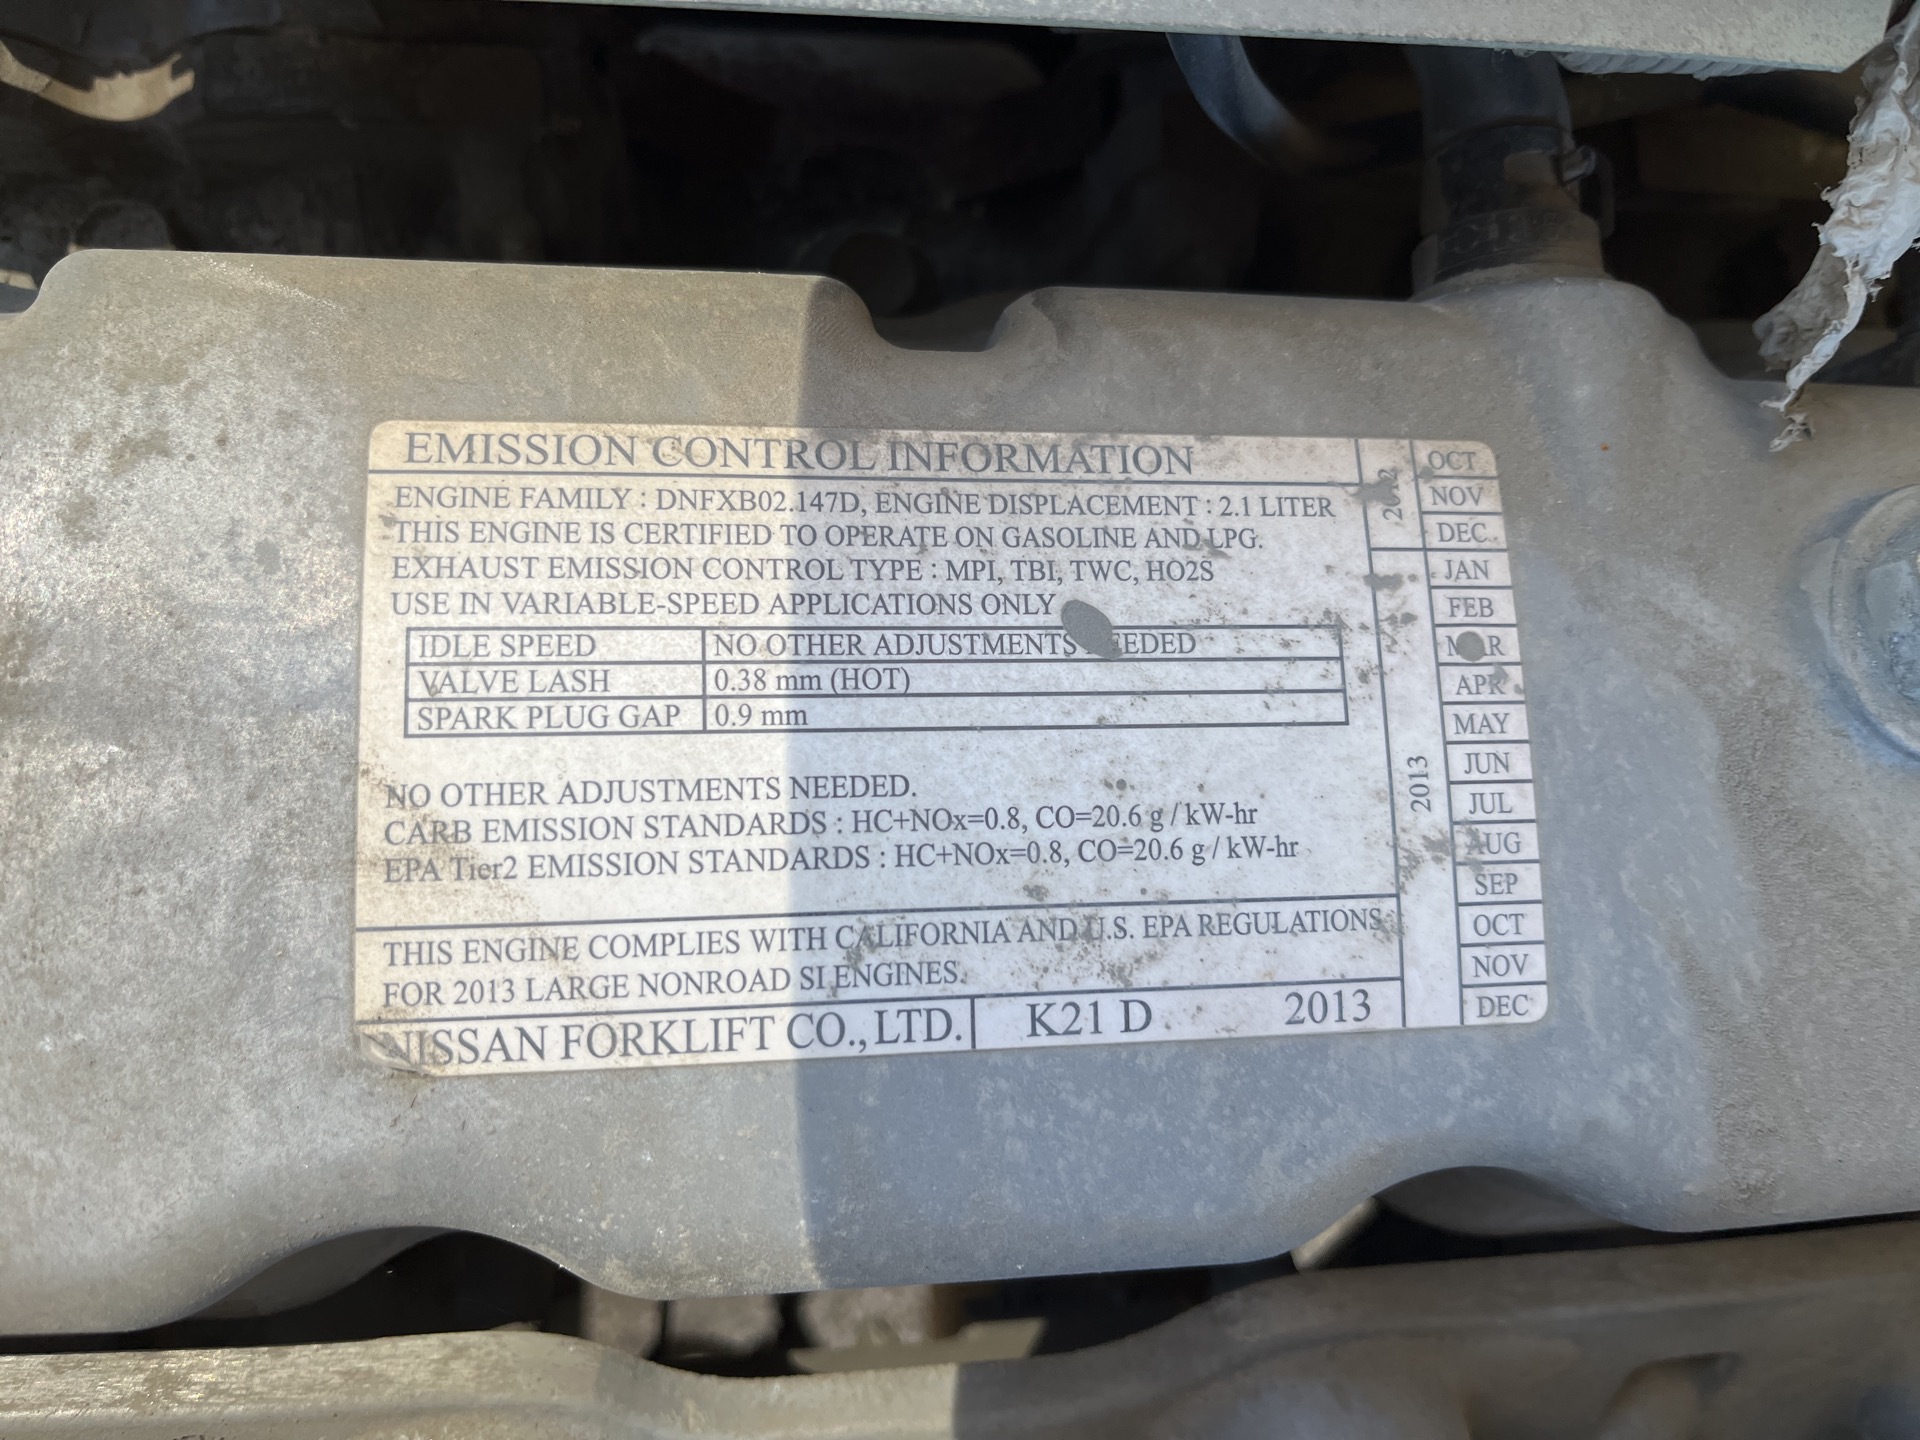 EMISSION CONTROL INFORMATION
ENGINE FAMILY : DNFXB02.147D, ENGINE DISPLACEMENT : 2.1 LITER
THIS ENGINE IS CERTIFIED TO OPERATE ON GASOLINE AND LPG.
EXHAUST EMISSION CONTROL TYPE : MPI, TBI, TWC, HO2S
USE IN VARIABLE-SPEED APPLICATIONS ONLY
IDLE SPEED NO OTHER ADJUSTMENTS NEEDED
VALVE LASH 0.38 mm (HOT)
SPARK PLUG GAP 0.9 mm
NO OTHER ADJUSTMENTS NEEDED.
CARB EMISSION STANDARDS : HC+NOx=0.8, CO=20.6 g / kW-hr
EPA Tier2 EMISSION STANDARDS : HC+NOx=0.8, CO=20.6 g / kW-hr
THIS ENGINE COMPLIES WITH CALIFORNIA AND U.S. EPA REGULATIONS
FOR 2013 LARGE NONROAD SI ENGINES.
NISSAN FORKLIFT CO., LTD. K21 D 2013
2012
OCT
NOV
DEC
2013
JAN
FEB
MAR
APR
MAY
JUN
JUL
AUG
SEP
OCT
NOV
DEC